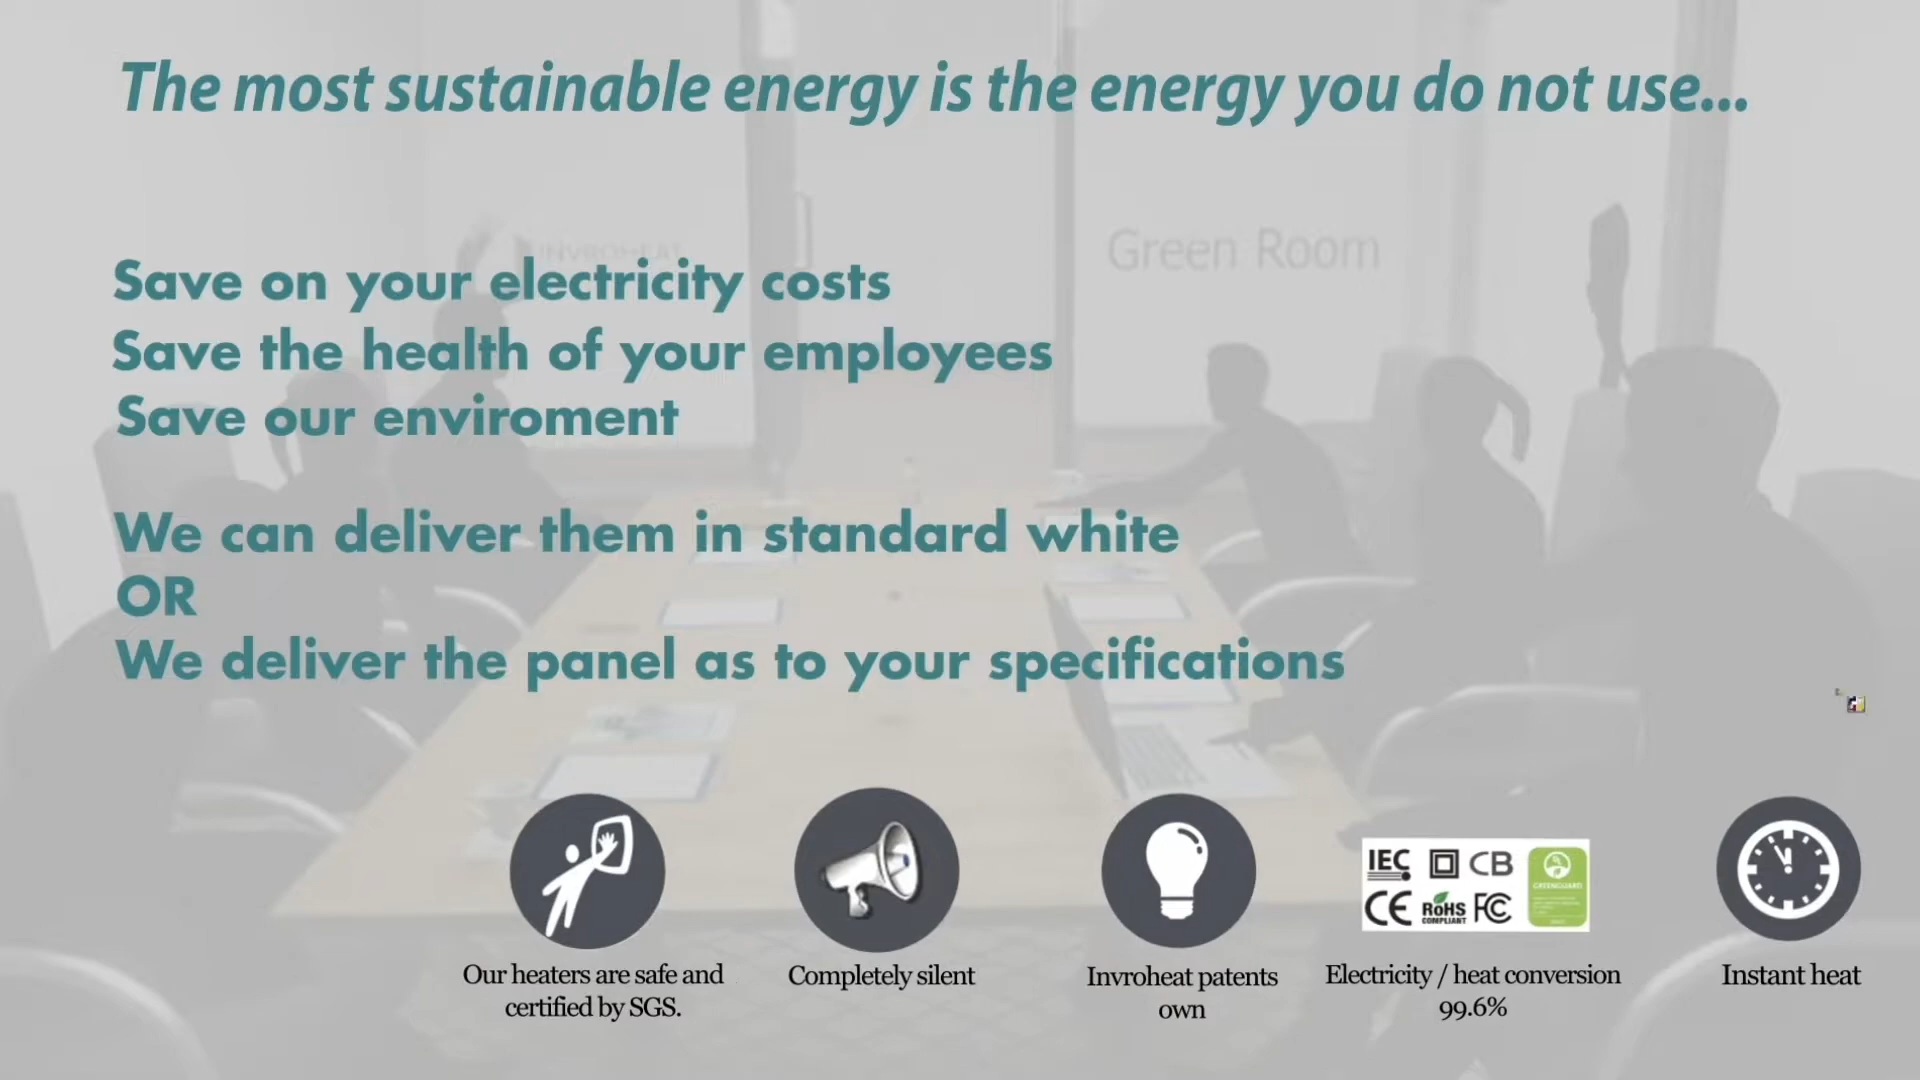 The most sustainable energy is the energy you do not use...
INVROHEAT
Green Room
Save on your electricity costs
Save the health of your employees
Save our enviroment
We can deliver them in standard white
OR
We deliver the panel as to your specifications
IEC CB
GREENGUARD
CE RoHS FC
COMPLIANT
Our heaters are safe and
certified by SGS.
Completely silent
Invroheat patents
own
Electricity / heat conversion
99.6%
Instant heat